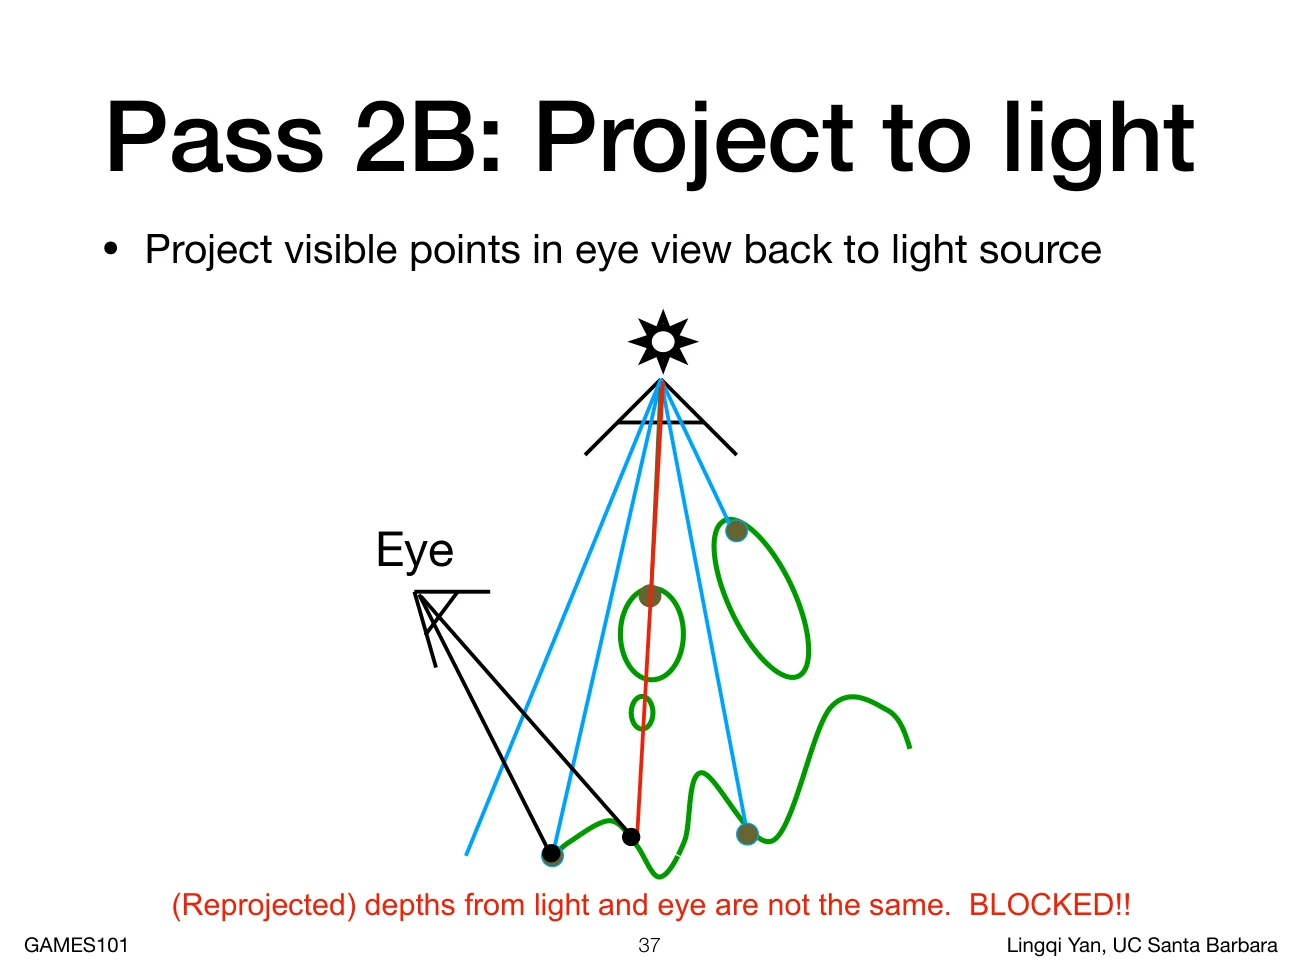 Pass 2B: Project to light
• Project visible points in eye view back to light source
Eye
(Reprojected) depths from light and eye are not the same.  BLOCKED!!
GAMES101
37
Lingqi Yan, UC Santa Barbara